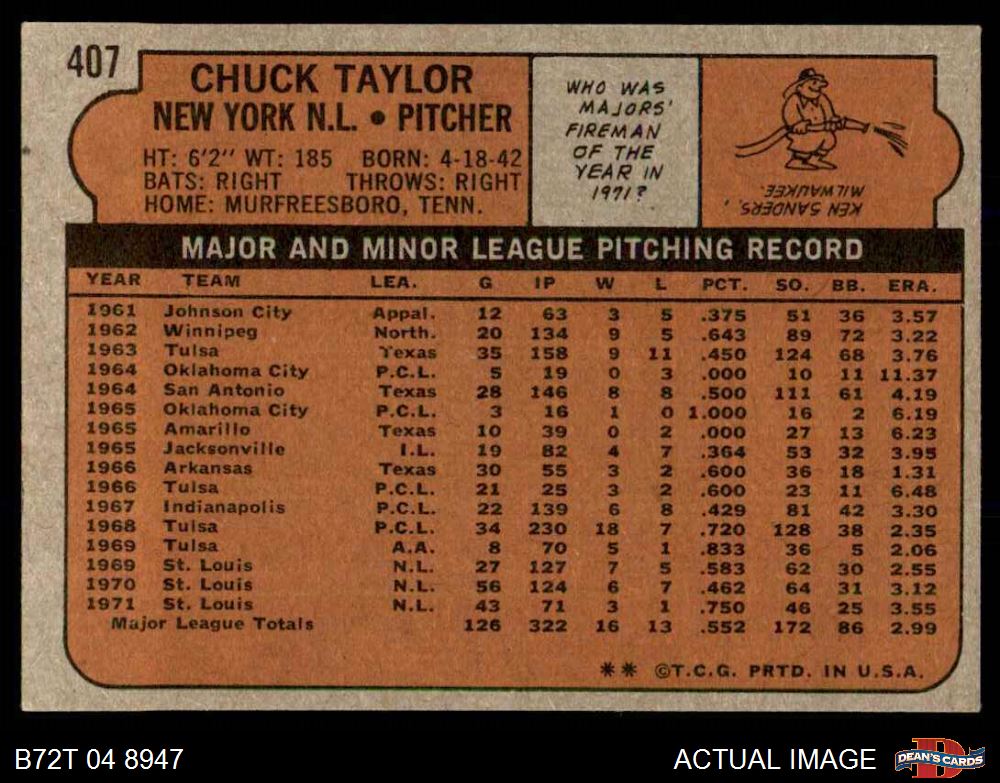 407
CHUCK TAYLOR
NEW YORK N.L. • PITCHER
HT: 6'2" WT: 185 BORN: 4-18-42
BATS: RIGHT THROWS: RIGHT
HOME: MURFREESBORO, TENN.
WHO WAS
MAJORS'
FIREMAN
OF THE
YEAR IN
1971?
KEN SANDERS,
MILWAUKEE.
MAJOR AND MINOR LEAGUE PITCHING RECORD
YEAR TEAM LEA. G IP W L PCT. SO. BB. ERA.
1961 Johnson City Appal. 12 63 3 5 .375 51 36 3.57
1962 Winnipeg North. 20 134 9 5 .643 89 72 3.22
1963 Tulsa Texas 35 158 9 11 .450 124 68 3.76
1964 Oklahoma City P.C.L. 5 19 0 3 .000 10 11 11.37
1964 San Antonio Texas 28 146 8 8 .500 111 61 4.19
1965 Oklahoma City P.C.L. 3 16 1 0 1.000 16 2 6.19
1965 Amarillo Texas 10 39 0 2 .000 27 13 6.23
1965 Jacksonville I.L. 19 82 4 7 .364 53 32 3.95
1966 Arkansas Texas 30 55 3 2 .600 36 18 1.31
1966 Tulsa P.C.L. 21 25 3 2 .600 23 11 6.48
1967 Indianapolis P.C.L. 22 139 6 8 .429 81 42 3.30
1968 Tulsa P.C.L. 34 230 18 7 .720 128 38 2.35
1969 Tulsa A.A. 8 70 5 1 .833 36 5 2.06
1969 St. Louis N.L. 27 127 7 5 .583 62 30 2.55
1970 St. Louis N.L. 56 124 6 7 .462 64 31 3.12
1971 St. Louis N.L. 43 71 3 1 .750 46 25 3.55
Major League Totals 126 322 16 13 .552 172 86 2.99
** ©T.C.G. PRTD. IN U.S.A.
B72T 04 8947
ACTUAL IMAGE
D
DEAN'S CARDS